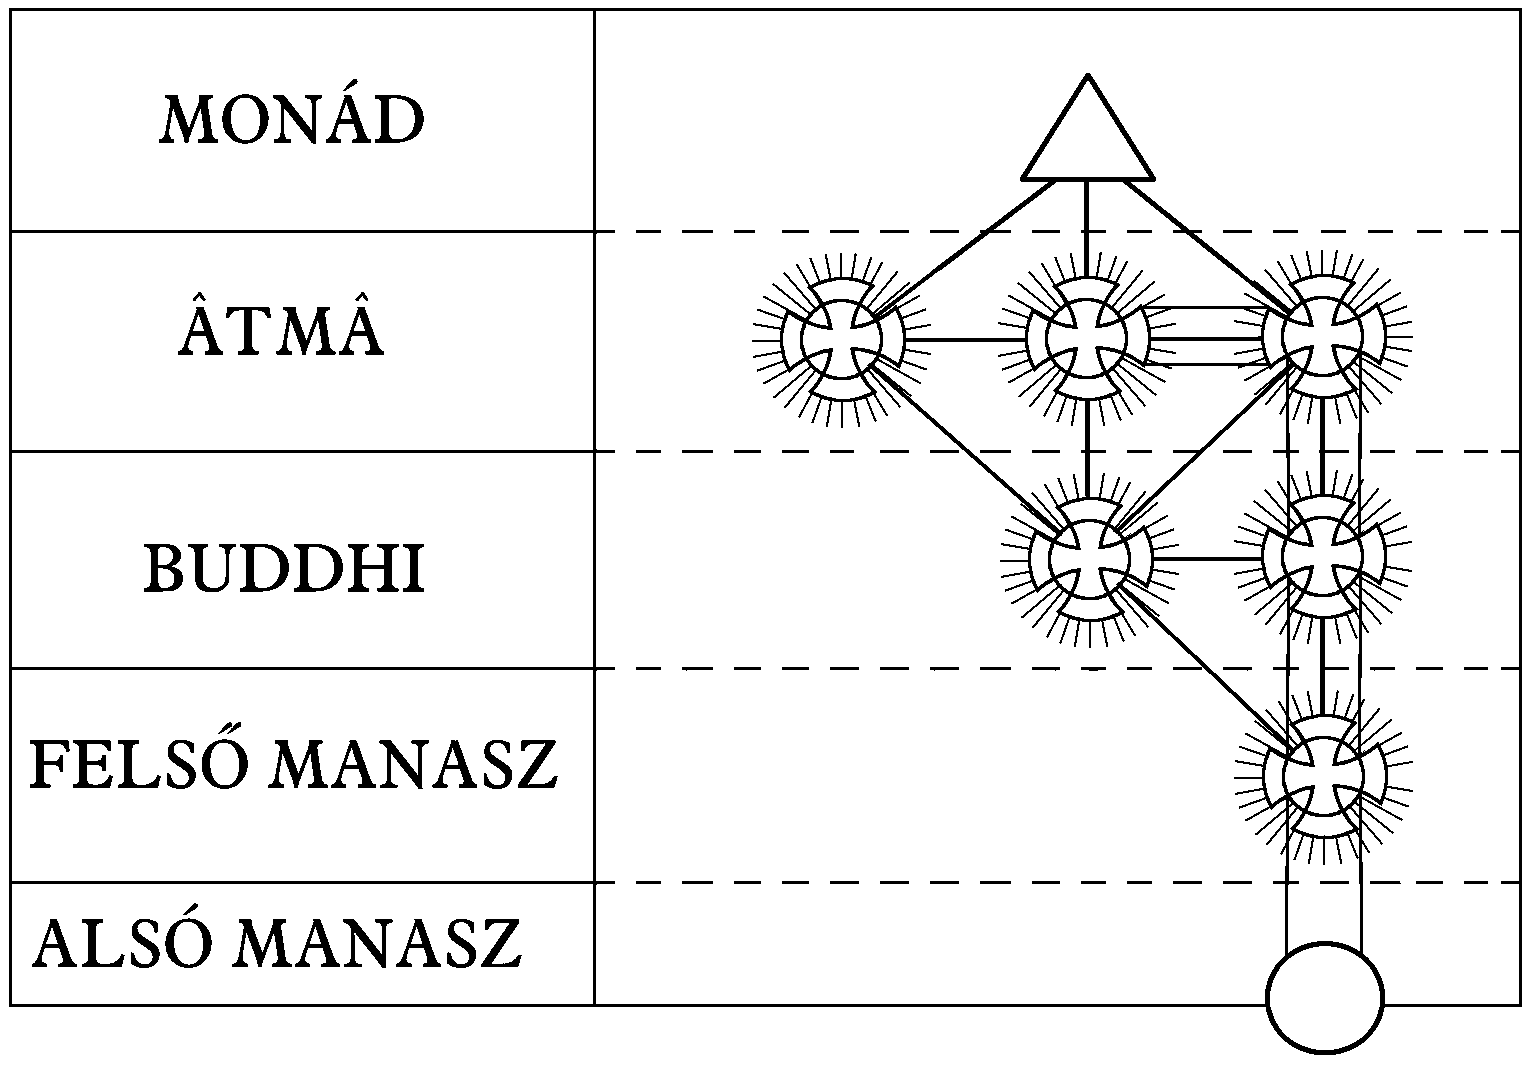 MONÁD
ÂTMÂ
BUDDHI
FELSŐ MANASZ
ALSÓ MANASZ